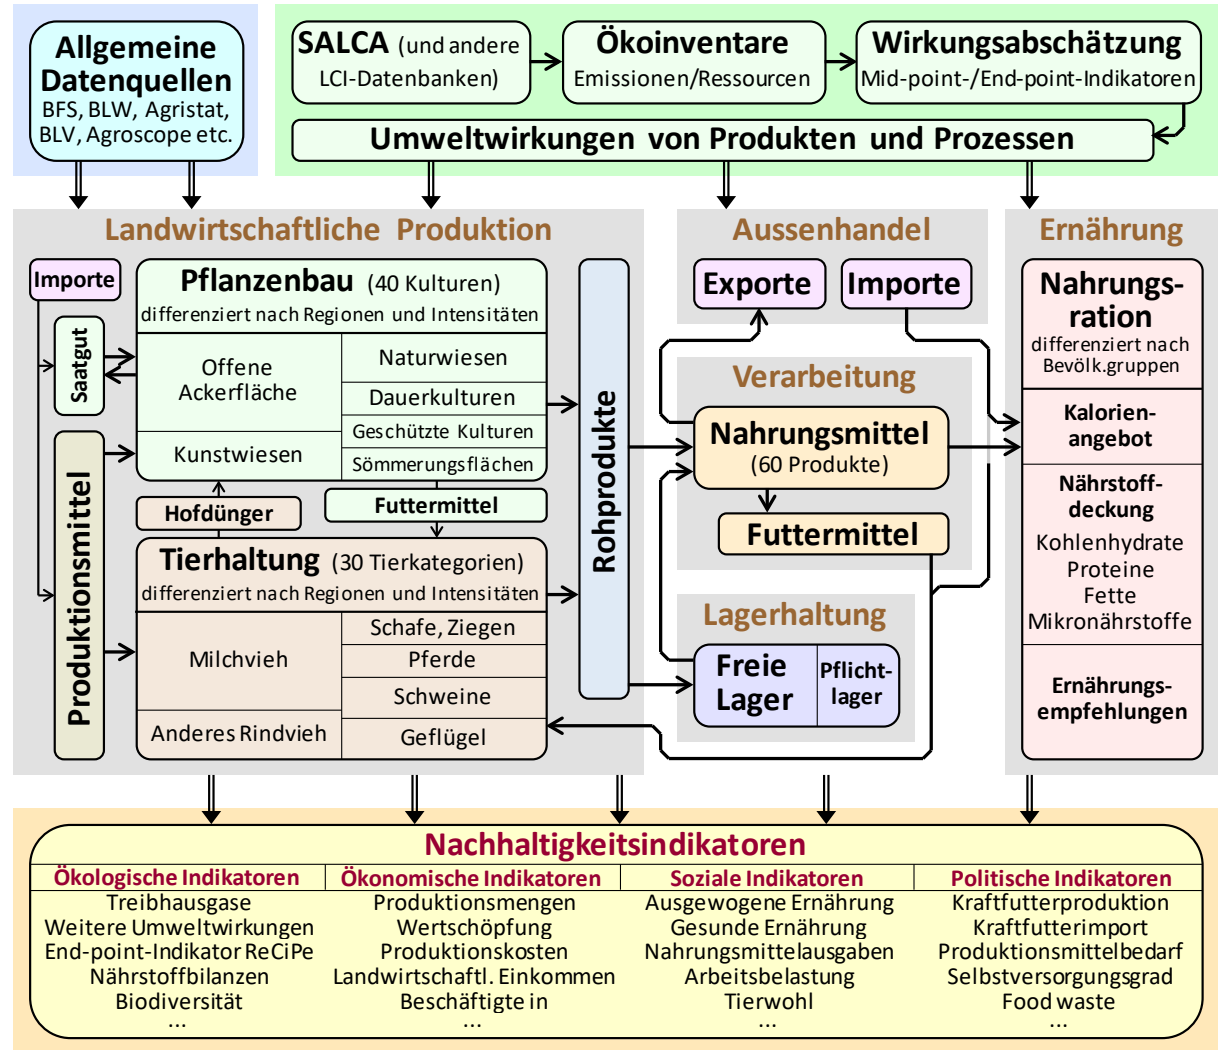 Allgemeine
Datenquellen
BFS, BLW, Agristat,
BLV, Agroscope etc.
SALCA (und andere
LCI-Datenbanken)
Ökoinventare
Emissionen/Ressourcen
Wirkungsabschätzung
Mid-point-/End-point-Indikatoren
Umweltwirkungen von Produkten und Prozessen
Landwirtschaftliche Produktion
Importe
Saatgut
Produktionsmittel
Pflanzenbau (40 Kulturen)
differenziert nach Regionen und Intensitäten
Offene
Ackerfläche
Kunstwiesen
Naturwiesen
Dauerkulturen
Geschützte Kulturen
Sömmerungsflächen
Hofdünger
Futtermittel
Tierhaltung (30 Tierkategorien)
differenziert nach Regionen und Intensitäten
Milchvieh
Anderes Rindvieh
Schafe, Ziegen
Pferde
Schweine
Geflügel
Rohprodukte
Aussenhandel
Exporte
Importe
Verarbeitung
Nahrungsmittel
(60 Produkte)
Futtermittel
Lagerhaltung
Freie
Lager
Pflicht-
lager
Ernährung
Nahrungs-
ration
differenziert nach
Bevölk.gruppen
Kalorien-
angebot
Nährstoff-
deckung
Kohlenhydrate
Proteine
Fette
Mikronährstoffe
Ernährungs-
empfehlungen
Nachhaltigkeitsindikatoren
Ökologische Indikatoren
Treibhausgase
Weitere Umweltwirkungen
End-point-Indikator ReCiPe
Nährstoffbilanzen
Biodiversität
...
Ökonomische Indikatoren
Produktionsmengen
Wertschöpfung
Produktionskosten
Landwirtschaftl. Einkommen
Beschäftigte in
...
Soziale Indikatoren
Ausgewogene Ernährung
Gesunde Ernährung
Nahrungsmittelausgaben
Arbeitsbelastung
Tierwohl
...
Politische Indikatoren
Kraftfutterproduktion
Kraftfutterimport
Produktionsmittelbedarf
Selbstversorgungsgrad
Food waste
...